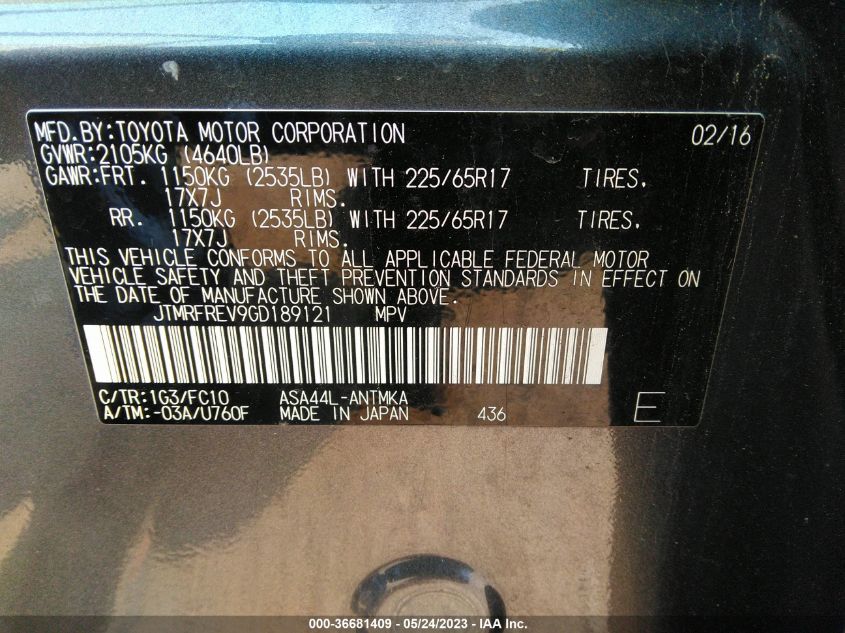 MFD.BY:TOYOTA MOTOR CORPORATION 02/16
GVWR:2105KG (4640LB)
GAWR:FRT. 1150KG (2535LB) WITH 225/65R17 TIRES,
17X7J RIMS.
RR. 1150KG (2535LB) WITH 225/65R17 TIRES,
17X7J RIMS.
THIS VEHICLE CONFORMS TO ALL APPLICABLE FEDERAL MOTOR
VEHICLE SAFETY AND THEFT PREVENTION STANDARDS IN EFFECT ON
THE DATE OF MANUFACTURE SHOWN ABOVE.
JTMRFREV9GD189121 MPV
C/TR:1G3/FC10 ASA44L-ANTMKA
A/TM:-03A/U760F MADE IN JAPAN 436 E
000-36681409 - 05/24/2023 - IAA Inc.